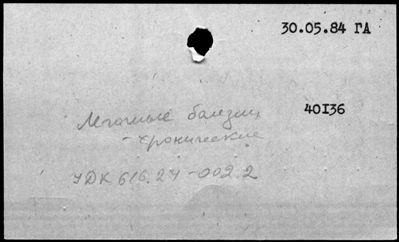 30.05.84 ГА
40I36
Легочные болезни,
- хронические
УДК 616.24-002.2